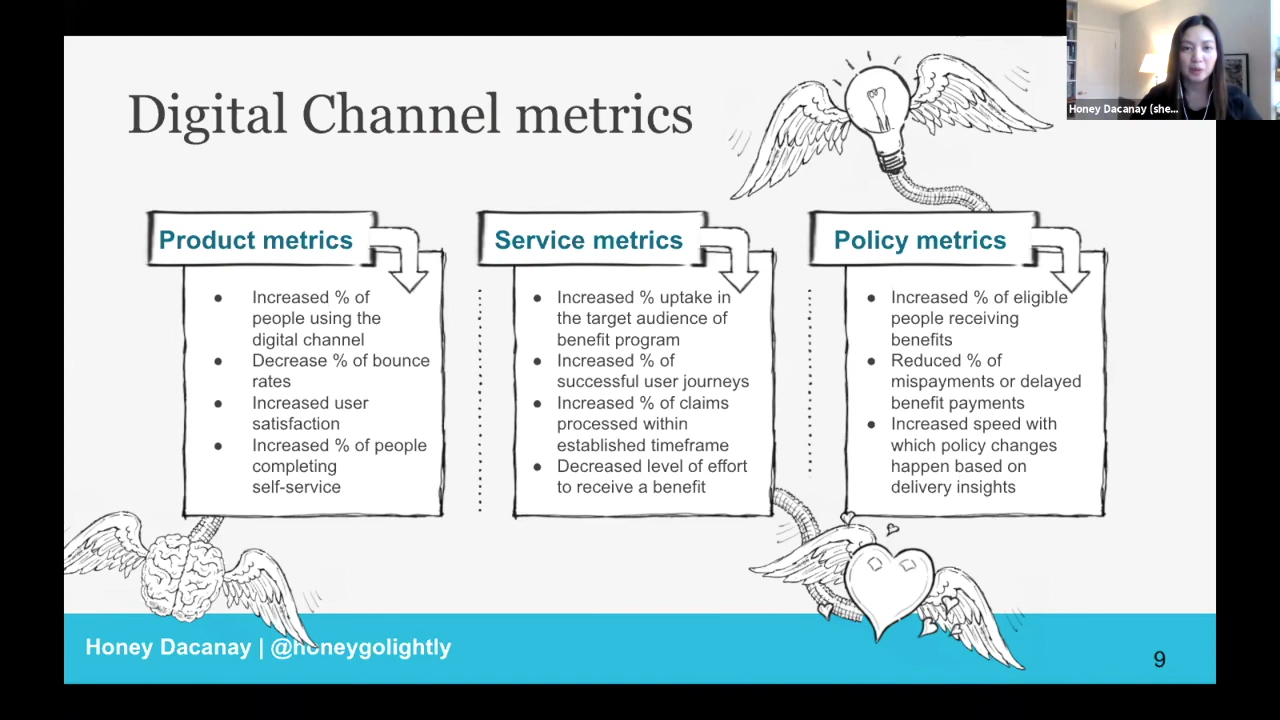 Digital Channel metrics
Honey Dacanay (she...
Product metrics
● Increased % of
people using the
digital channel
● Decrease % of bounce
rates
● Increased user
satisfaction
● Increased % of people
completing
self-service
Service metrics
● Increased % uptake in
the target audience of
benefit program
● Increased % of
successful user journeys
● Increased % of claims
processed within
established timeframe
● Decreased level of effort
to receive a benefit
Policy metrics
● Increased % of eligible
people receiving
benefits
● Reduced % of
mispayments or delayed
benefit payments
● Increased speed with
which policy changes
happen based on
delivery insights
Honey Dacanay | @honeygolightly
9